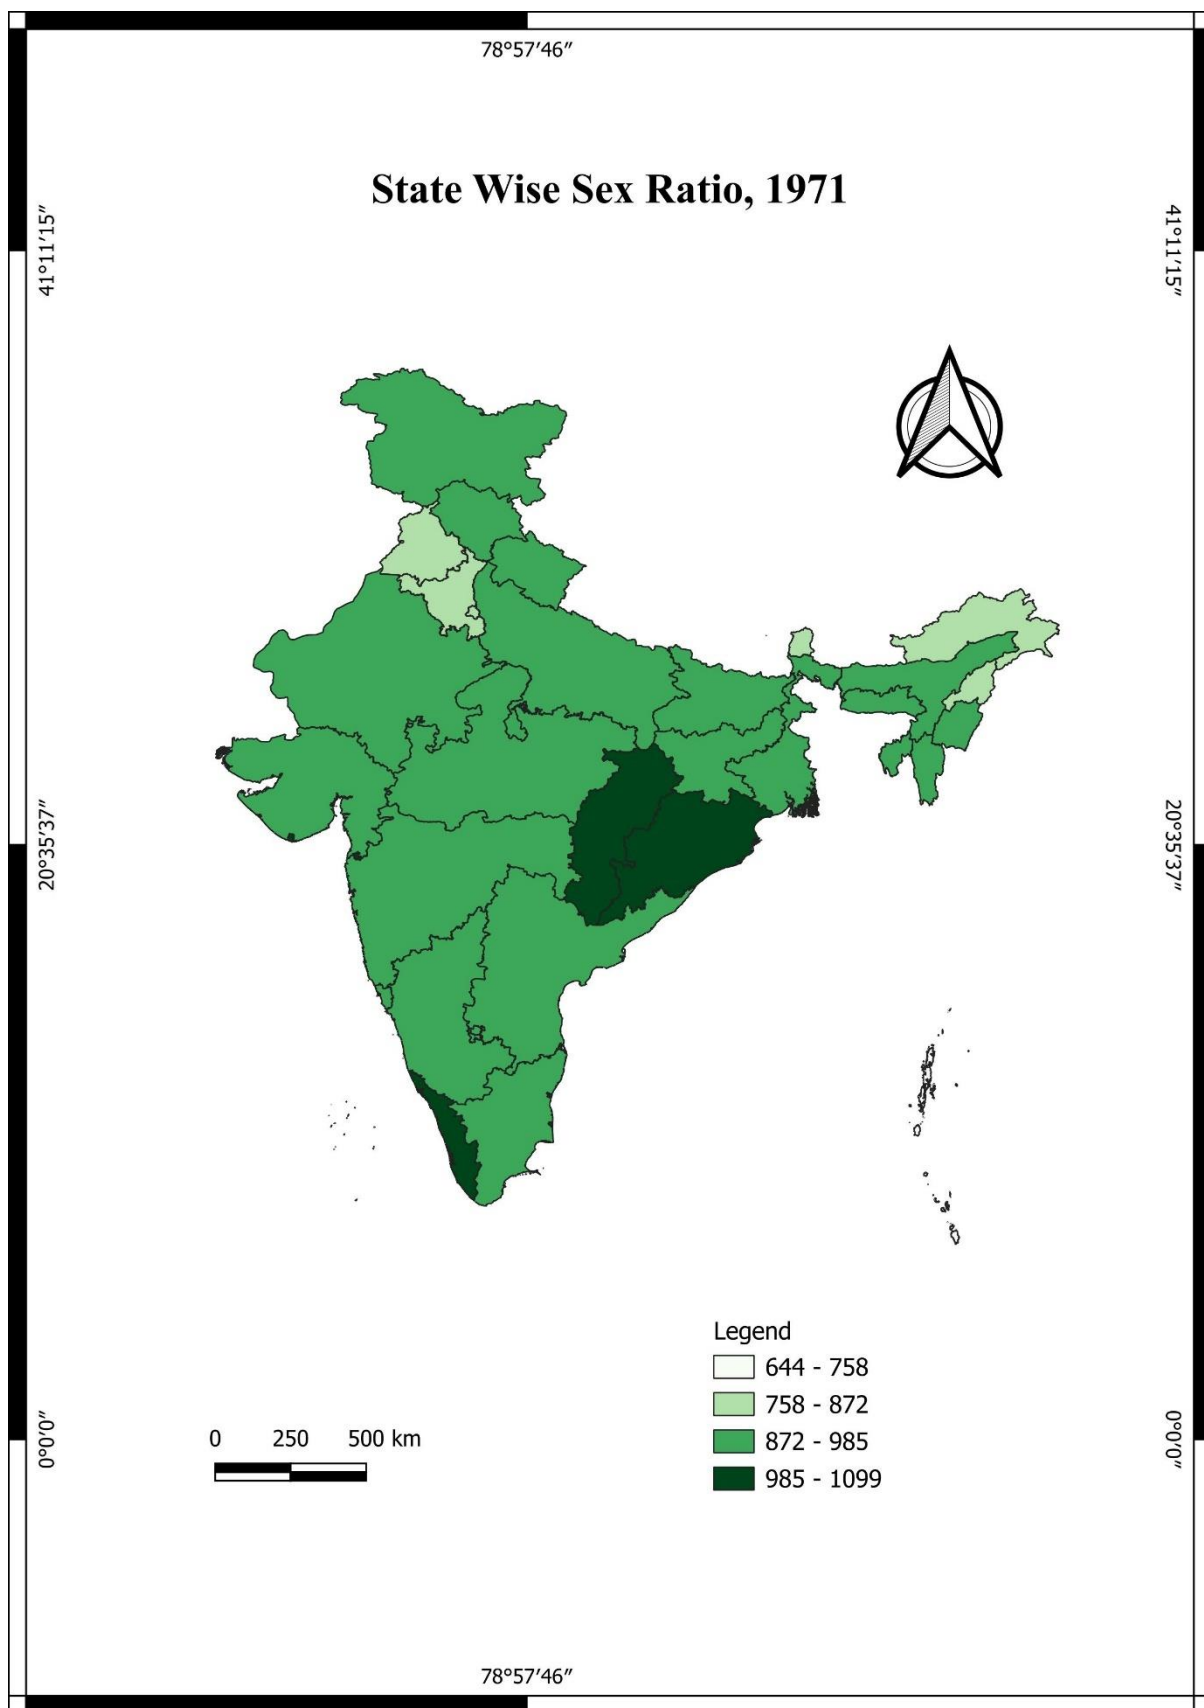 78°57′46″
State Wise Sex Ratio, 1971
41°11′15″
41°11′15″
20°35′37″
20°35′37″
Legend
644 - 758
758 - 872
872 - 985
985 - 1099
0 250 500 km
0°0′0″
0°0′0″
78°57′46″